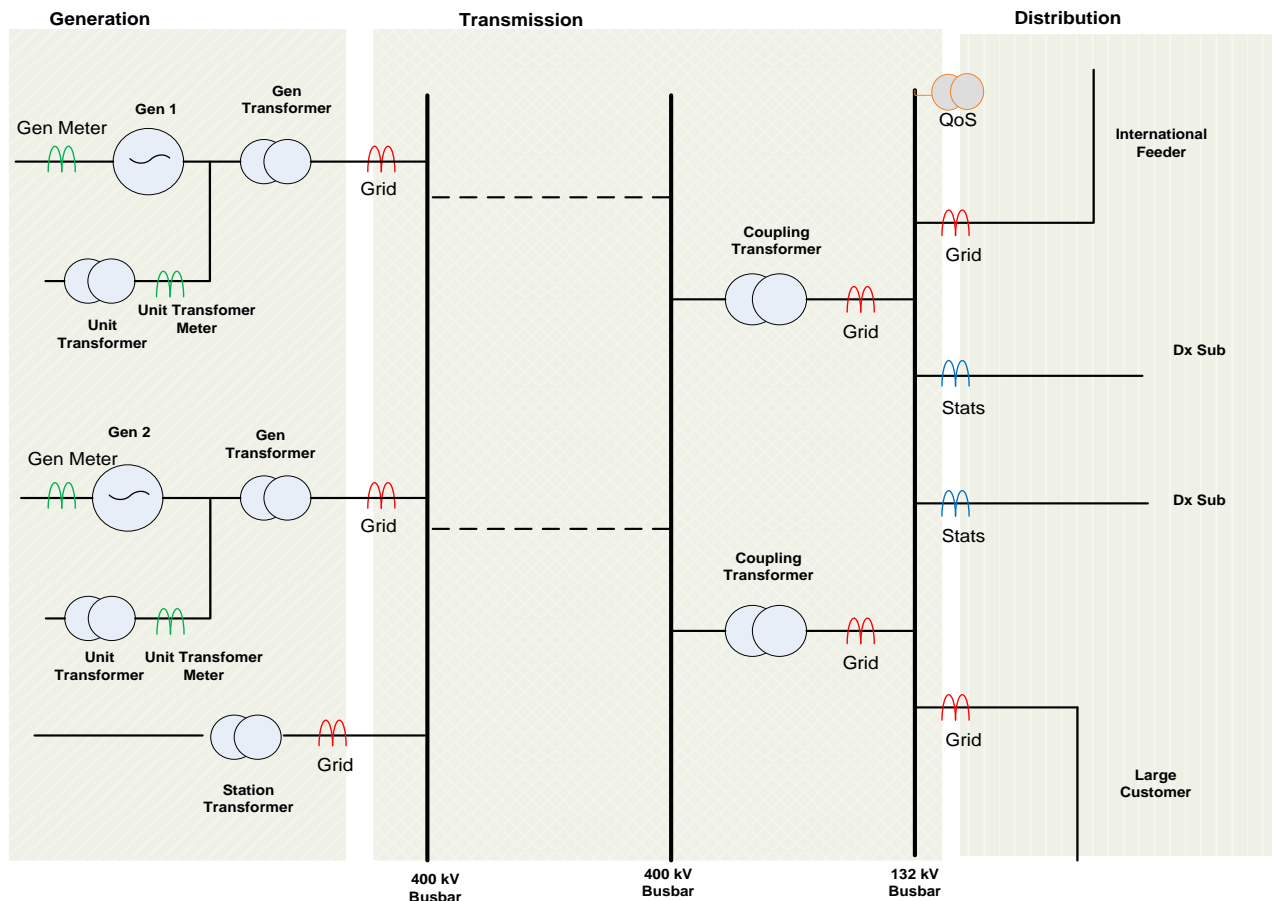 Generation
Transmission
Distribution
Gen 1
Gen
Transformer
Gen Meter
Grid
Unit
Transformer
Unit Transfomer
Meter
Gen 2
Gen
Transformer
Gen Meter
Grid
Unit
Transformer
Unit Transfomer
Meter
Grid
Station
Transformer
Coupling
Transformer
Grid
Coupling
Transformer
Grid
QoS
International
Feeder
Grid
Dx Sub
Stats
Dx Sub
Stats
Grid
Large
Customer
400 kV
Busbar
400 kV
Busbar
132 kV
Busbar